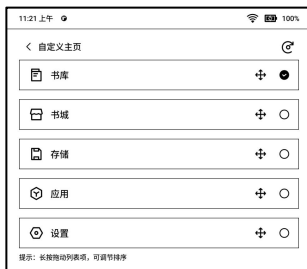 11:21 上午 100%
自定义主页
书库
书城
存储
应用
设置
提示：长按拖动列表项，可调节排序